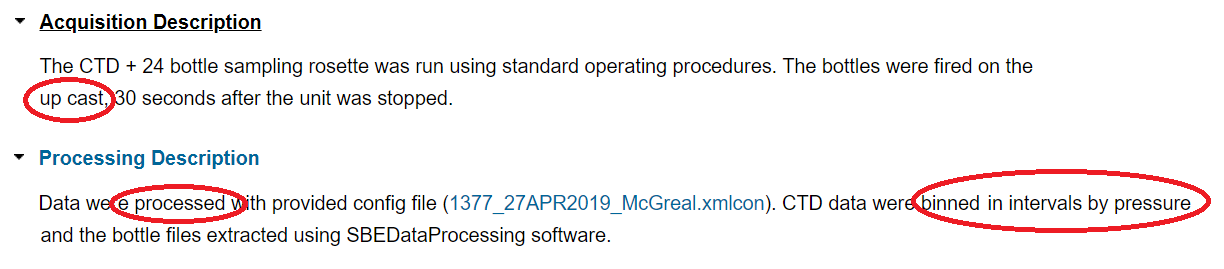 Acquisition Description
The CTD + 24 bottle sampling rosette was run using standard operating procedures. The bottles were fired on the
up cast, 30 seconds after the unit was stopped.
Processing Description
Data were processed with provided config file (1377_27APR2019_McGreal.xmlcon). CTD data were binned in intervals by pressure
and the bottle files extracted using SBEDataProcessing software.